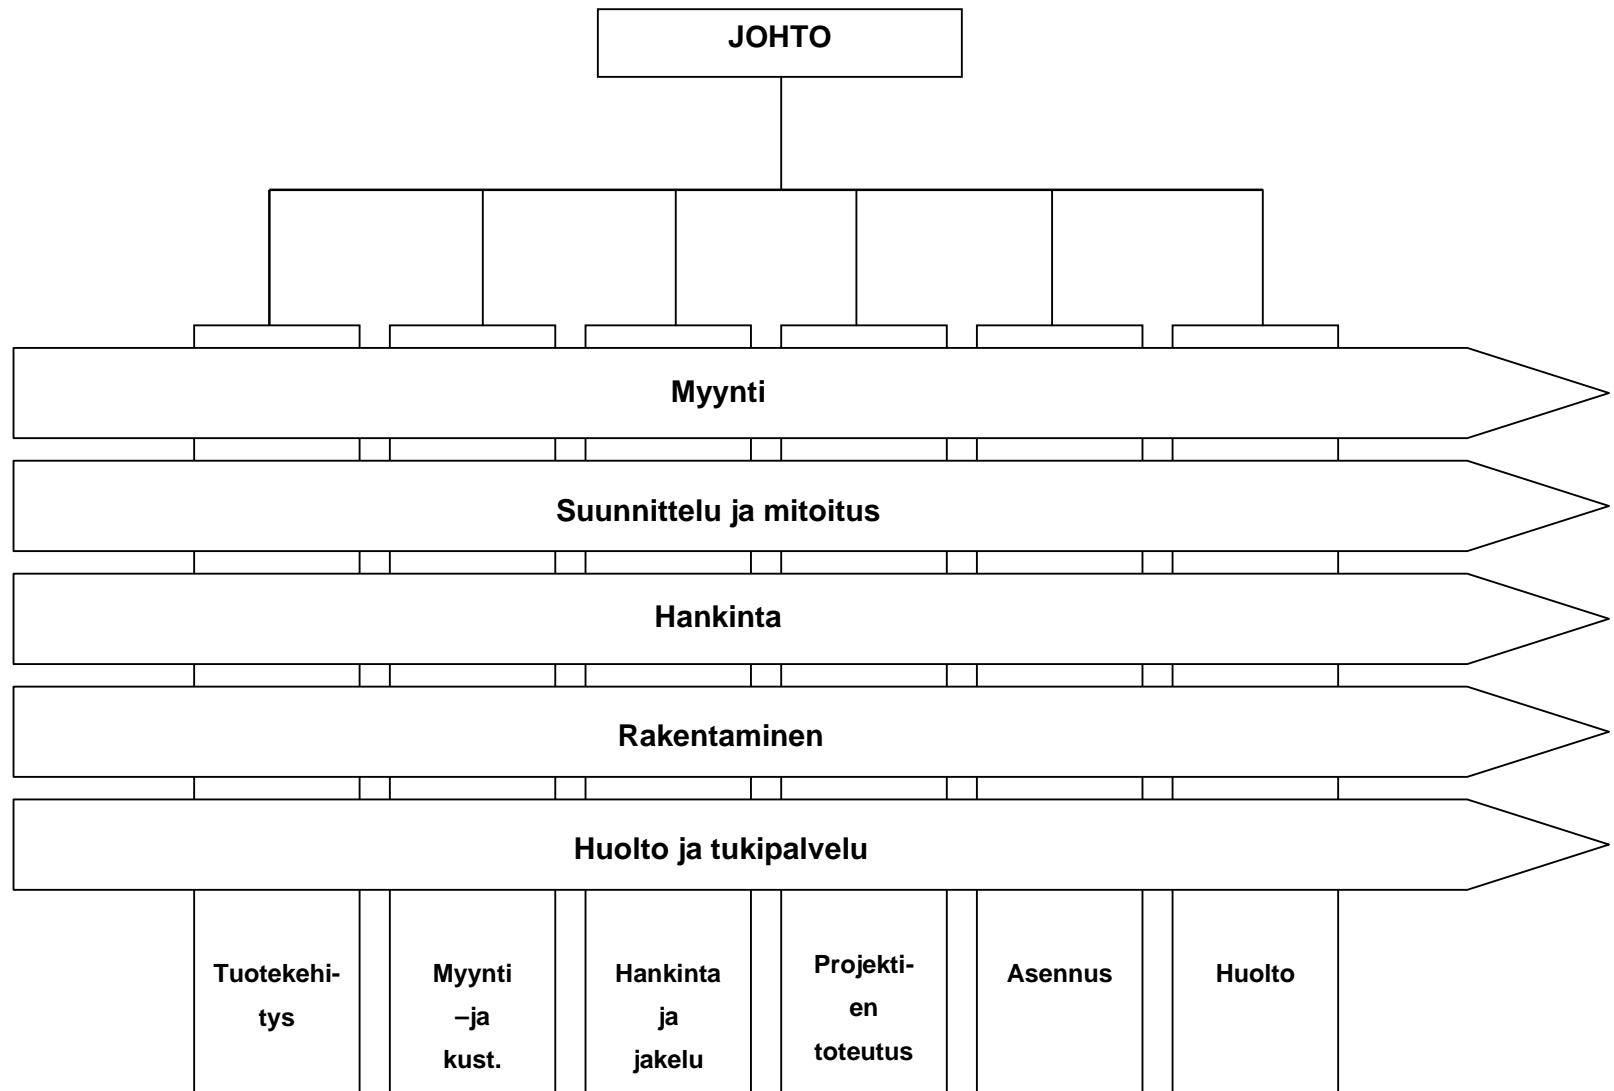 JOHTO
Myynti
Suunnittelu ja mitoitus
Hankinta
Rakentaminen
Huolto ja tukipalvelu
Tuotekehi-
tys
Myynti
–ja
kust.
Hankinta
ja
jakelu
Projekti-
en
toteutus
Asennus
Huolto